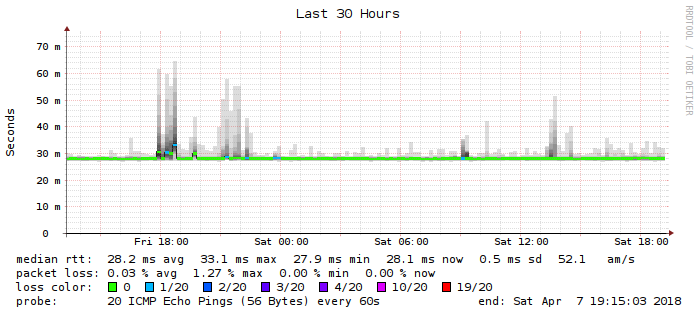 Last 30 Hours
RRDTOOL / TOBI OETIKER
Seconds
70 m
60 m
50 m
40 m
30 m
20 m
10 m
0
Fri 18:00 Sat 00:00 Sat 06:00 Sat 12:00 Sat 18:00
median rtt: 28.2 ms avg 33.1 ms max 27.9 ms min 28.1 ms now 0.5 ms sd 52.1 am/s
packet loss: 0.03 % avg 1.27 % max 0.00 % min 0.00 % now
loss color: 0 1/20 2/20 3/20 4/20 10/20 19/20
probe: 20 ICMP Echo Pings (56 Bytes) every 60s end: Sat Apr 7 19:15:03 2018